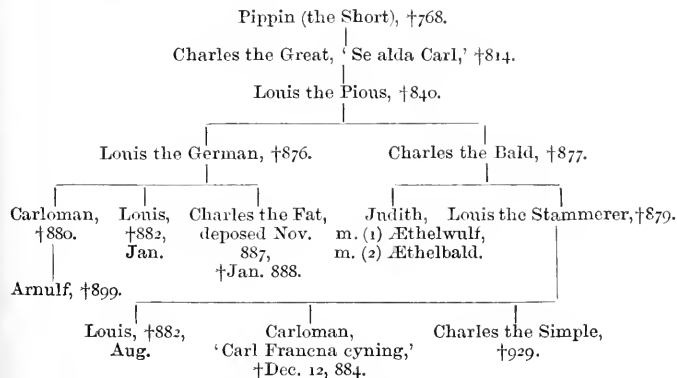 Pippin (the Short), †768.
Charles the Great, ‘Se alda Carl,’ †814.
Louis the Pious, †840.
Louis the German, †876. Charles the Bald, †877.
Carloman, Louis, Charles the Fat, Judith, Louis the Stammerer, †879.
†880. †882, deposed Nov. m. (1) Æthelwulf,
Jan. 887, m. (2) Æthelbald.
†Jan. 888.
Arnulf, †899.
Louis, †882, Carloman, Charles the Simple,
Aug. ‘Carl Francna cyning,’ †929.
†Dec. 12, 884.